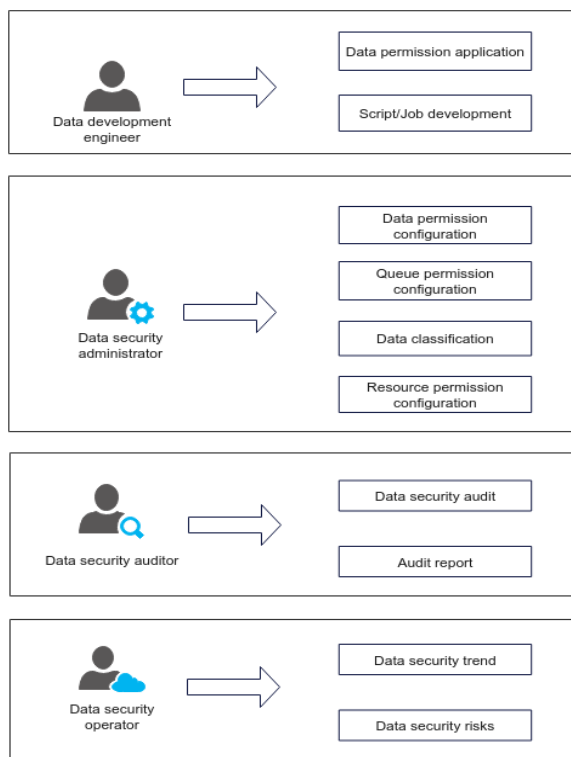 Data development
engineer
Data permission application
Script/Job development
Data security
administrator
Data permission
configuration
Queue permission
configuration
Data classification
Resource permission
configuration
Data security auditor
Data security audit
Audit report
Data security
operator
Data security trend
Data security risks